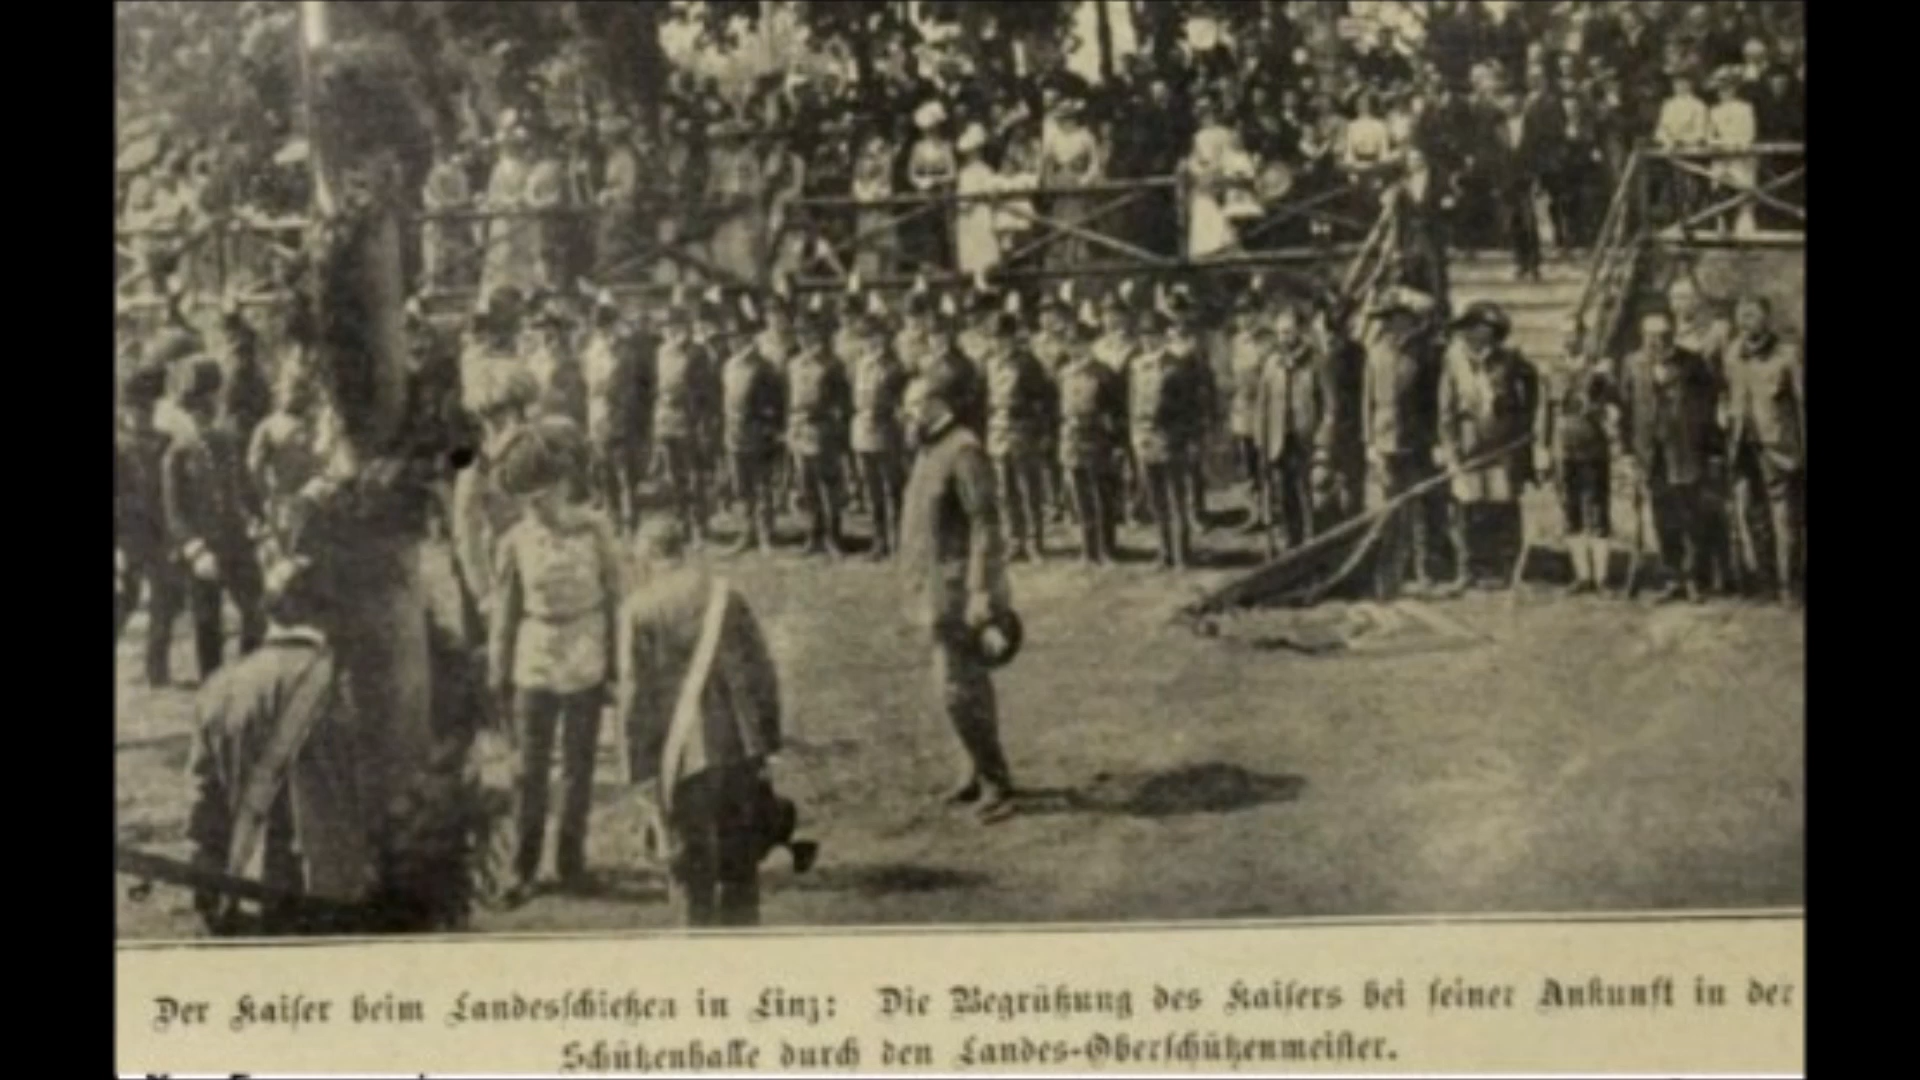 Der Kaiser beim Landesschießen in Linz: Die Begrüßung des Kaisers bei seiner Ankunft in der
Schützenhalle durch den Landes-Oberschützenmeister.